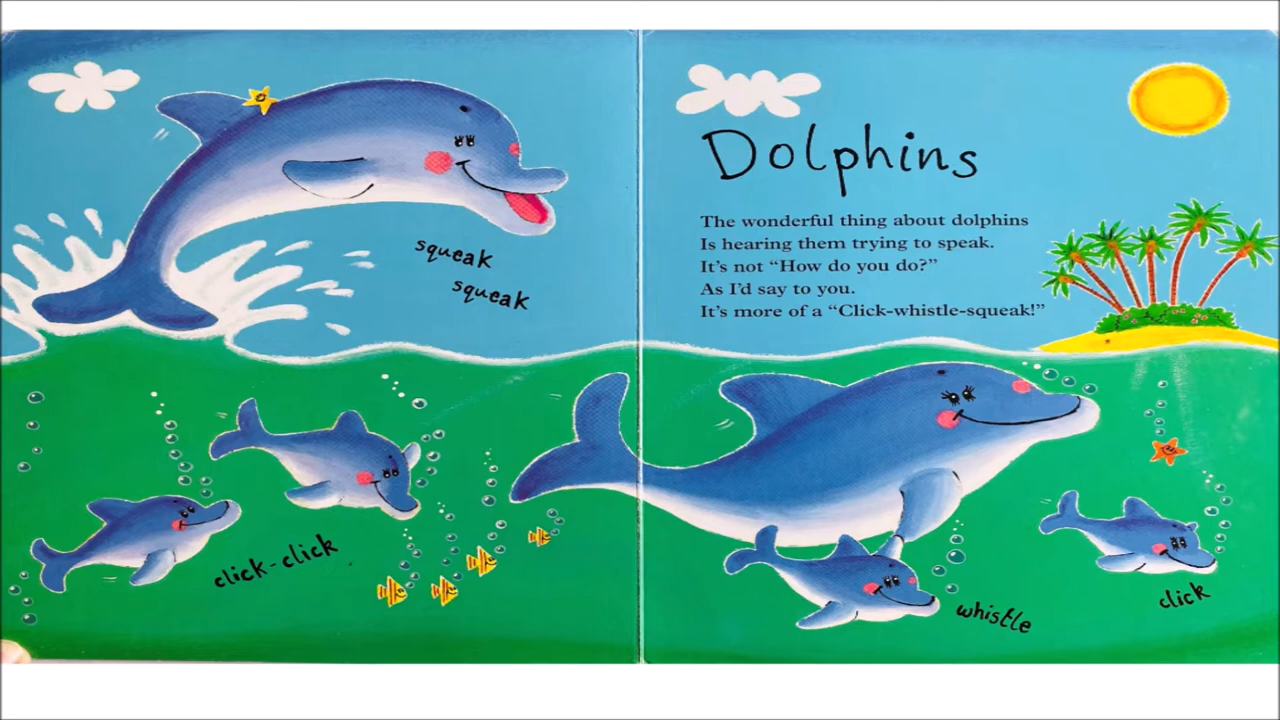 squeak
squeak
click-click
Dolphins
The wonderful thing about dolphins
Is hearing them trying to speak.
It's not “How do you do?”
As I'd say to you.
It's more of a “Click-whistle-squeak!”
whistle
click